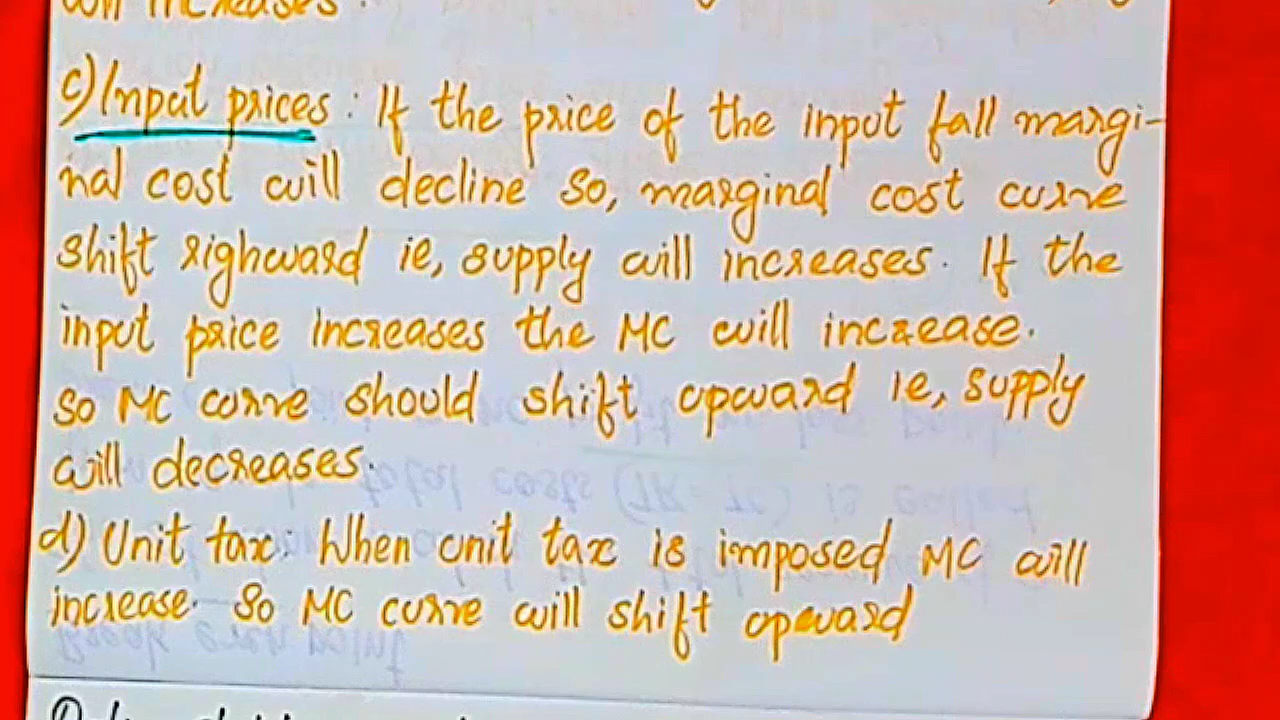 will increases.
c) Input prices : If the price of the input fall margi-
nal cost will decline so, marginal cost curve
shift righward ie, supply will increases. If the
input price increases the MC will increase.
So MC curve should shift upward ie, supply
will decreases.
d) Unit tax: When unit tax is imposed MC will
increase. So MC curve will shift upward